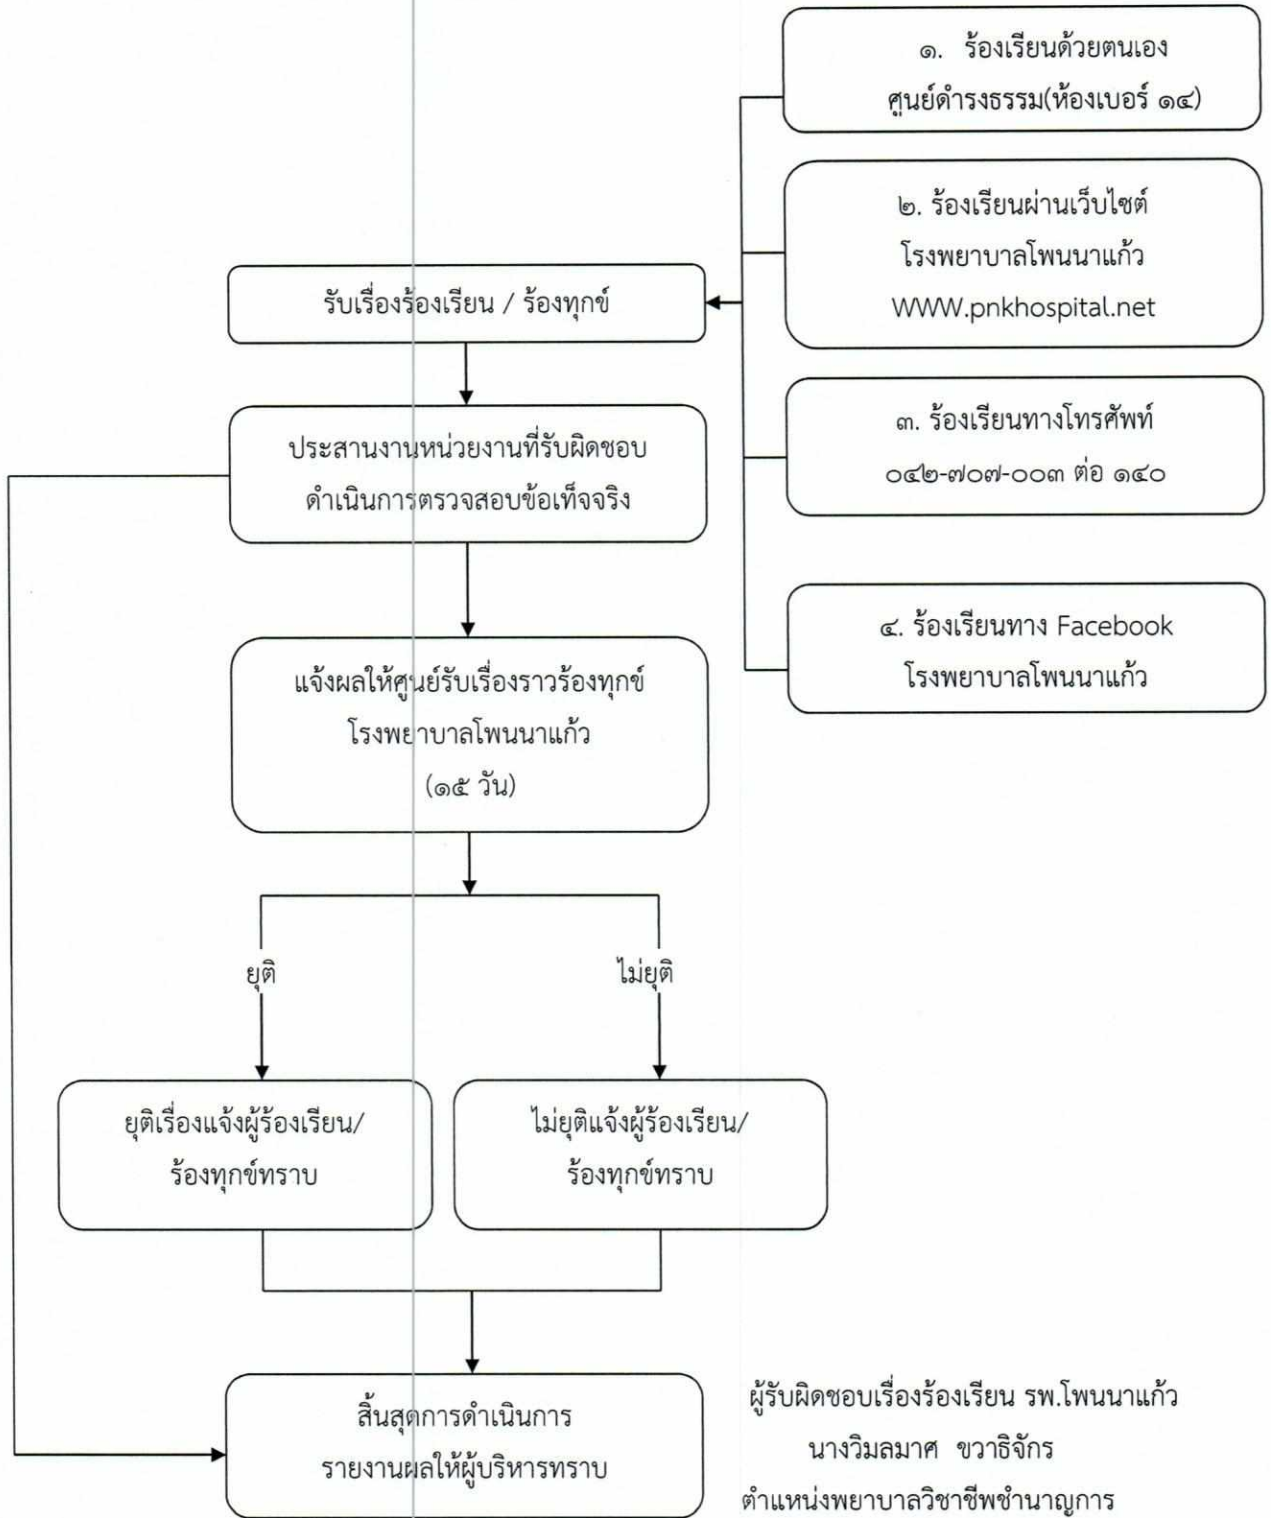 ๑. ร้องเรียนด้วยตนเอง
ศูนย์ดำรงธรรม(ห้องเบอร์ ๑๔)
๒. ร้องเรียนผ่านเว็บไซต์
โรงพยาบาลโพนนาแก้ว
WWW.pnkhospital.net
๓. ร้องเรียนทางโทรศัพท์
๐๔๒-๗๐๗-๐๐๓ ต่อ ๑๔๐
๔. ร้องเรียนทาง Facebook
โรงพยาบาลโพนนาแก้ว
รับเรื่องร้องเรียน / ร้องทุกข์
ประสานงานหน่วยงานที่รับผิดชอบ
ดำเนินการตรวจสอบข้อเท็จจริง
แจ้งผลให้ศูนย์รับเรื่องราวร้องทุกข์
โรงพยาบาลโพนนาแก้ว
(๑๕ วัน)
ยุติ
ไม่ยุติ
ยุติเรื่องแจ้งผู้ร้องเรียน/
ร้องทุกข์ทราบ
ไม่ยุติแจ้งผู้ร้องเรียน/
ร้องทุกข์ทราบ
สิ้นสุดการดำเนินการ
รายงานผลให้ผู้บริหารทราบ
ผู้รับผิดชอบเรื่องร้องเรียน รพ.โพนนาแก้ว
นางวิมลมาศ ขวาธิจักร
ตำแหน่งพยาบาลวิชาชีพชำนาญการ